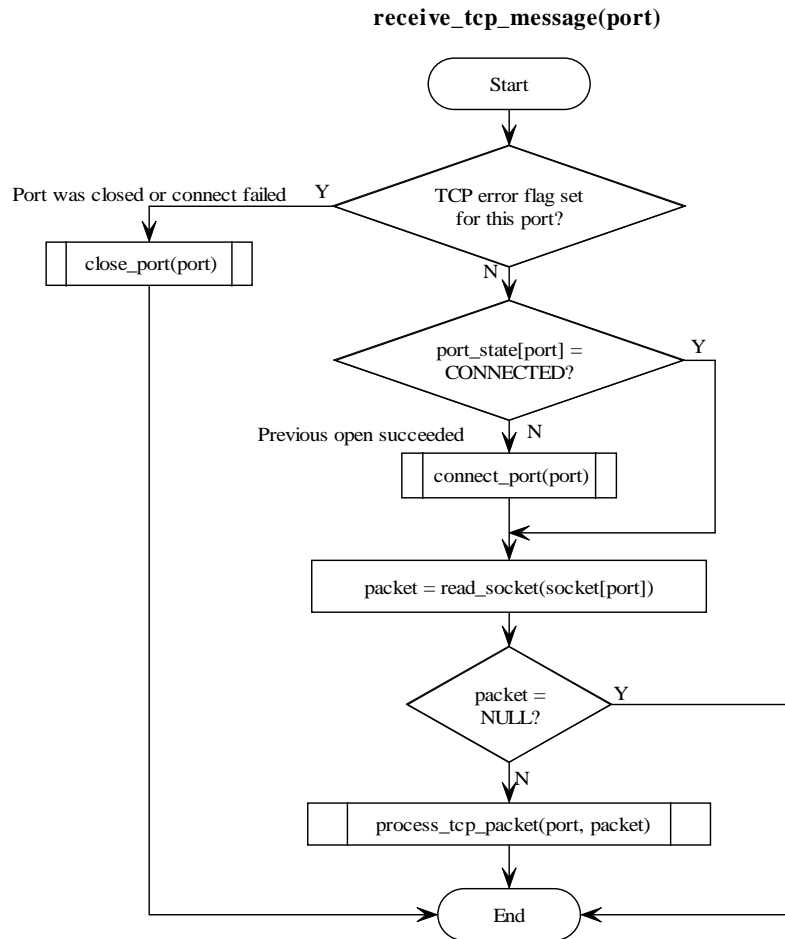 receive_tcp_message(port)
Start
Port was closed or connect failed
Y
TCP error flag set
for this port?
close_port(port)
N
port_state[port] =
CONNECTED?
Y
Previous open succeeded
N
connect_port(port)
packet = read_socket(socket[port])
packet =
NULL?
Y
N
process_tcp_packet(port, packet)
End